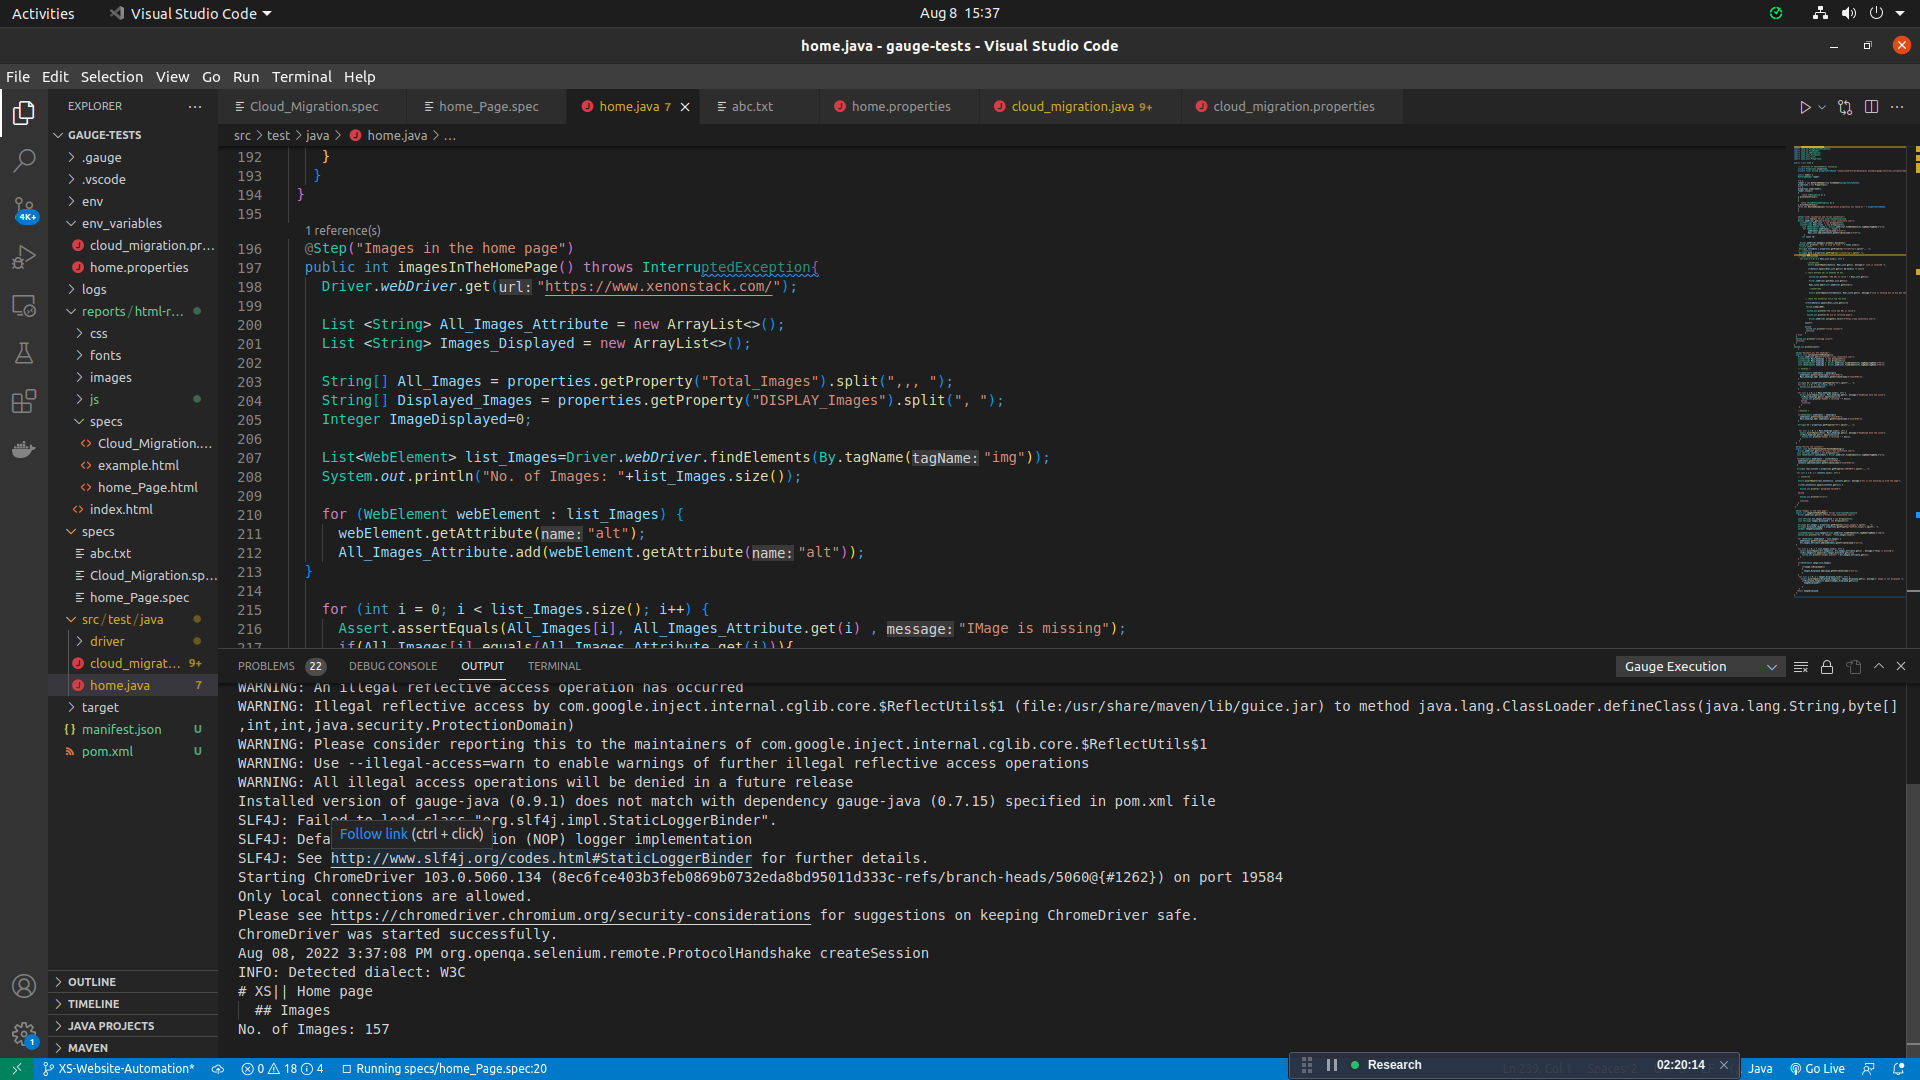 Activities
Visual Studio Code
Aug 8 15:37
home.java - gauge-tests - Visual Studio Code
File Edit Selection View Go Run Terminal Help
EXPLORER
Cloud_Migration.spec
home_Page.spec
home.java 7
abc.txt
home.properties
cloud_migration.java 9+
cloud_migration.properties
GAUGE-TESTS
.gauge
.vscode
env
env_variables
cloud_migration.pr...
home.properties
logs
reports/html-r...
css
fonts
images
js
specs
Cloud_Migration....
example.html
home_Page.html
index.html
specs
abc.txt
Cloud_Migration.sp...
home_Page.spec
src/test/java
driver
cloud_migrat... 9+
home.java 7
target
manifest.json U
pom.xml U
OUTLINE
TIMELINE
JAVA PROJECTS
MAVEN
4K+
1
src > test > java > home.java > ...
192 }
193 }
194 }
195
1 reference(s)
196 @Step("Images in the home page")
197 public int imagesInTheHomePage() throws InterruptedException{
198 Driver.webDriver.get(url: "https://www.xenonstack.com/");
199
200 List <String> All_Images_Attribute = new ArrayList<>();
201 List <String> Images_Displayed = new ArrayList<>();
202
203 String[] All_Images = properties.getProperty("Total_Images").split(",,, ");
204 String[] Displayed_Images = properties.getProperty("DISPLAY_Images").split(", ");
205 Integer ImageDisplayed=0;
206
207 List<WebElement> list_Images=Driver.webDriver.findElements(By.tagName(tagName: "img"));
208 System.out.println("No. of Images: "+list_Images.size());
209
210 for (WebElement webElement : list_Images) {
211 webElement.getAttribute(name: "alt");
212 All_Images_Attribute.add(webElement.getAttribute(name: "alt"));
213 }
214
215 for (int i = 0; i < list_Images.size(); i++) {
216 Assert.assertEquals(All_Images[i], All_Images_Attribute.get(i) , message: "IMage is missing");
217 if(All_Images[i].equals(All_Images_Attribute.get(i))){
PROBLEMS 22 DEBUG CONSOLE OUTPUT TERMINAL
Gauge Execution
WARNING: An illegal reflective access operation has occurred
WARNING: Illegal reflective access by com.google.inject.internal.cglib.core.$ReflectUtils$1 (file:/usr/share/maven/lib/guice.jar) to method java.lang.ClassLoader.defineClass(java.lang.String,byte[]
,int,int,java.security.ProtectionDomain)
WARNING: Please consider reporting this to the maintainers of com.google.inject.internal.cglib.core.$ReflectUtils$1
WARNING: Use --illegal-access=warn to enable warnings of further illegal reflective access operations
WARNING: All illegal access operations will be denied in a future release
Installed version of gauge-java (0.9.1) does not match with dependency gauge-java (0.7.15) specified in pom.xml file
SLF4J: Failed to load class "org.slf4j.impl.StaticLoggerBinder".
Follow link (ctrl + click)
SLF4J: Defa ion (NOP) logger implementation
SLF4J: See http://www.slf4j.org/codes.html#StaticLoggerBinder for further details.
Starting ChromeDriver 103.0.5060.134 (8ec6fce403b3feb0869b0732eda8bd95011d333c-refs/branch-heads/5060@{#1262}) on port 19584
Only local connections are allowed.
Please see https://chromedriver.chromium.org/security-considerations for suggestions on keeping ChromeDriver safe.
ChromeDriver was started successfully.
Aug 08, 2022 3:37:08 PM org.openqa.selenium.remote.ProtocolHandshake createSession
INFO: Detected dialect: W3C
# XS|| Home page
## Images
No. of Images: 157
XS-Website-Automation*
0 18 4
Running specs/home_Page.spec:20
Research
02:20:14
Java
Go Live